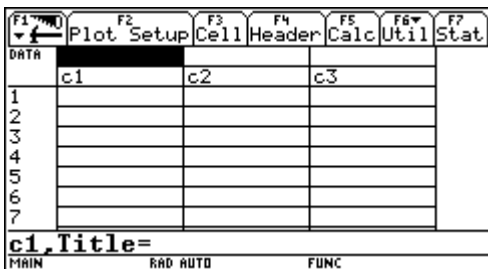 F1 F2 F3 F4 F5 F6 F7
Plot Setup Cell Header Calc Util Stat
DATA
c1 c2 c3
1
2
3
4
5
6
7
c1,Title=
MAIN RAD AUTO FUNC